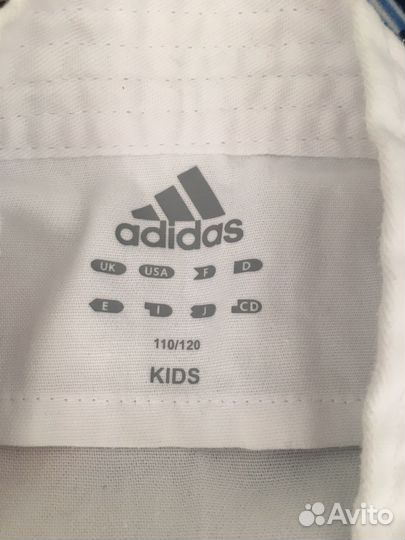 adidas
UK USA F D
E I J CD
110/120
KIDS
Avito